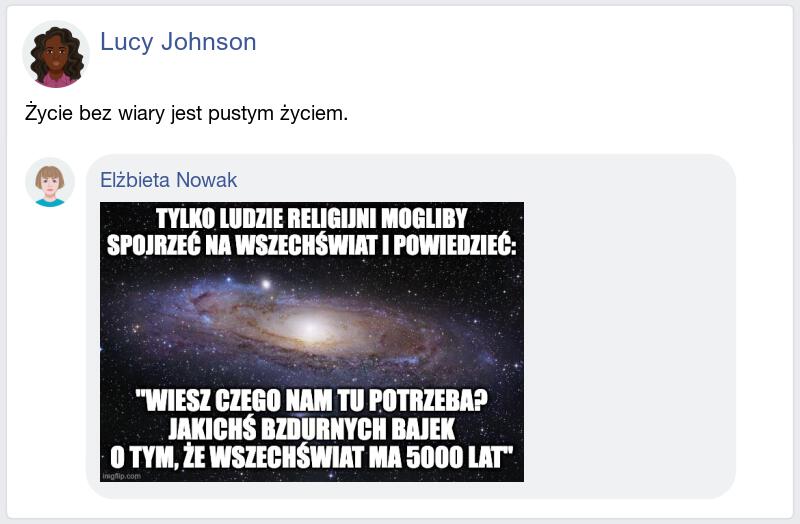 Lucy Johnson
Życie bez wiary jest pustym życiem.
Elżbieta Nowak
TYLKO LUDZIE RELIGIJNI MOGLIBY
SPOJRZEĆ NA WSZECHŚWIAT I POWIEDZIEĆ:
"WIESZ CZEGO NAM TU POTRZEBA?
JAKICHŚ BZDURNYCH BAJEK
O TYM, ŻE WSZECHŚWIAT MA 5000 LAT"
imgflip.com